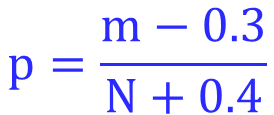 p = (m − 0.3) / (N + 0.4)